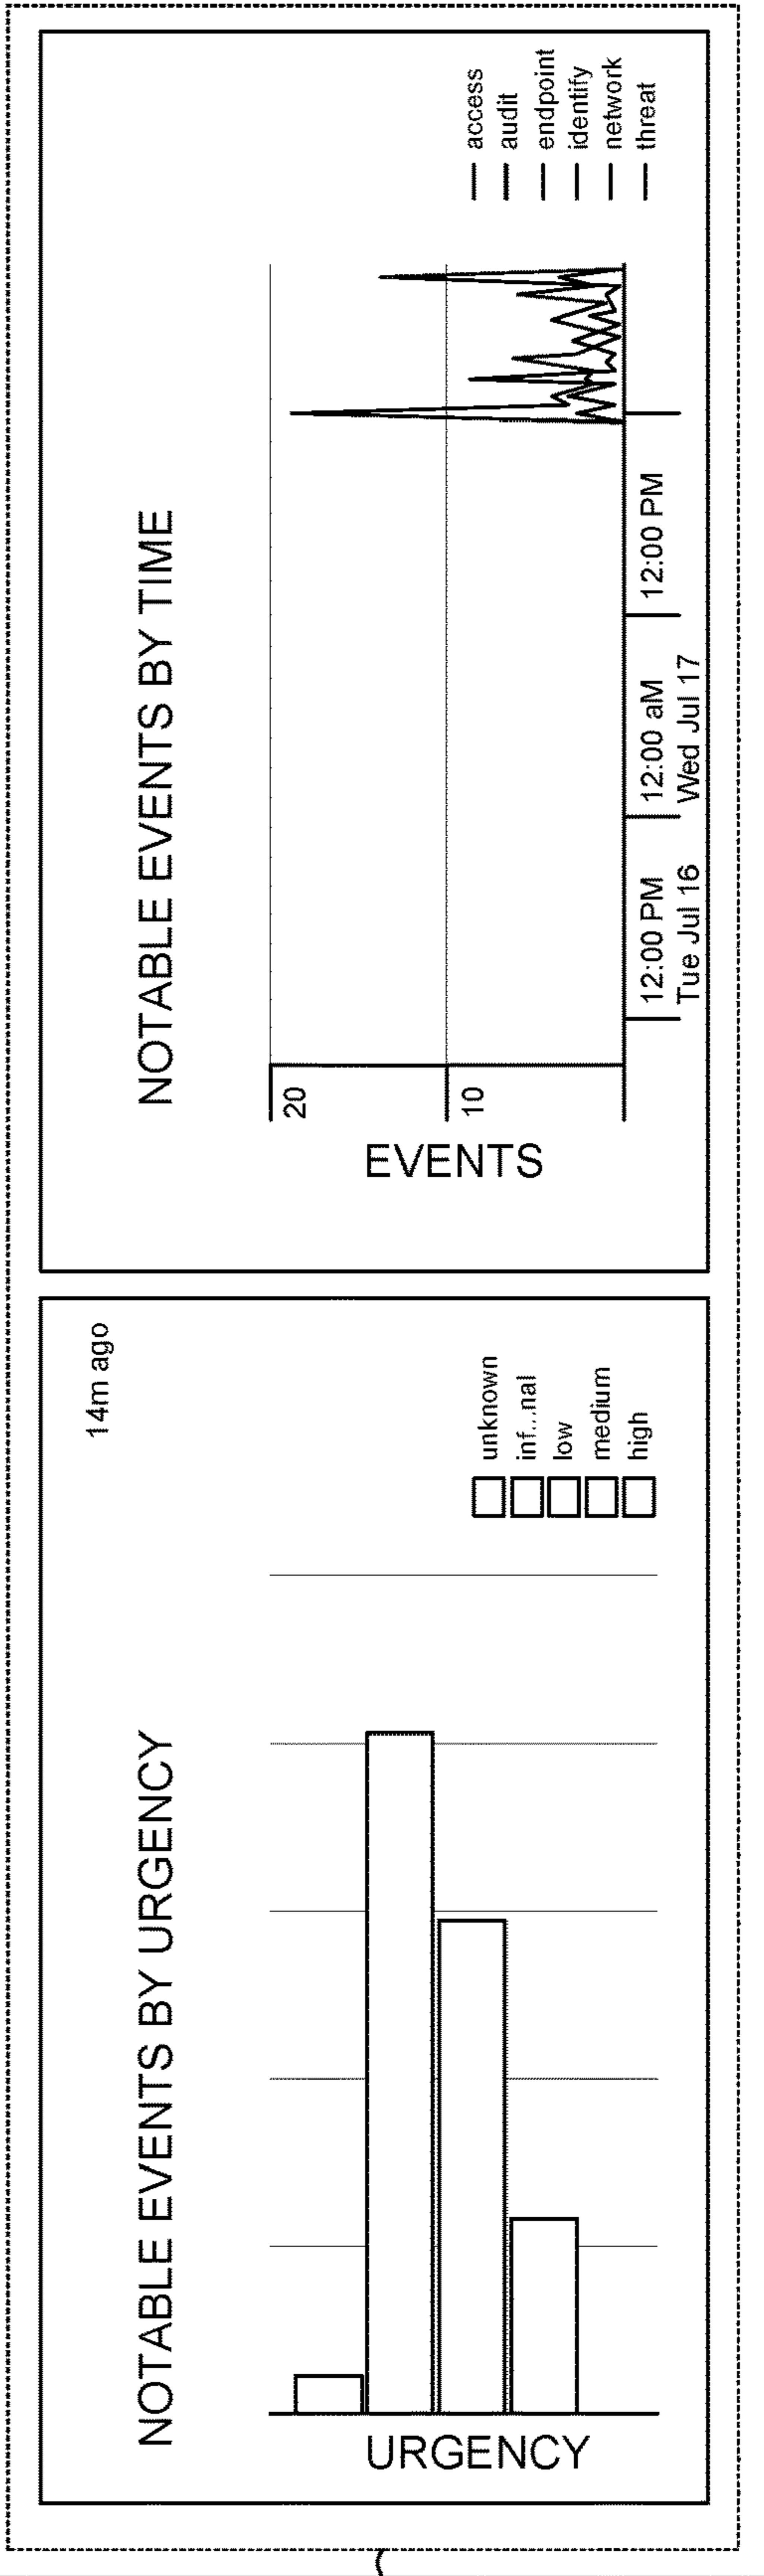 NOTABLE EVENTS BY URGENCY
14m ago
URGENCY
unknown
inf...nal
low
medium
high
NOTABLE EVENTS BY TIME
EVENTS
20
10
12:00 PM
Tue Jul 16
12:00 aM
Wed Jul 17
12:00 PM
access
audit
endpoint
identify
network
threat